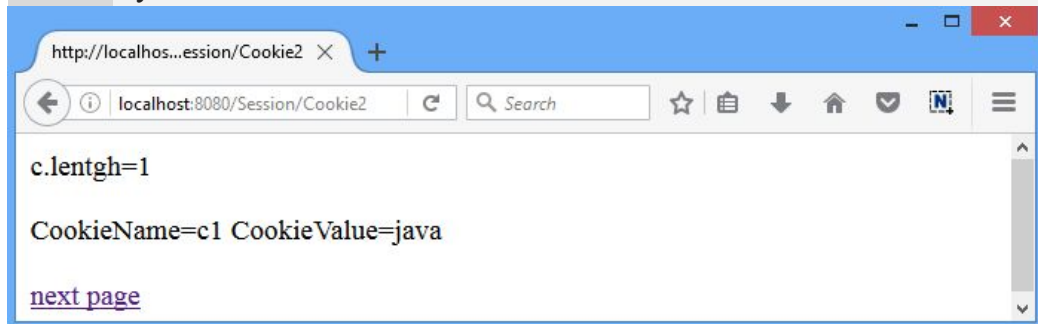 http://localhos...ession/Cookie2
localhost:8080/Session/Cookie2
Search
N
c.lentgh=1
CookieName=c1 CookieValue=java
next page